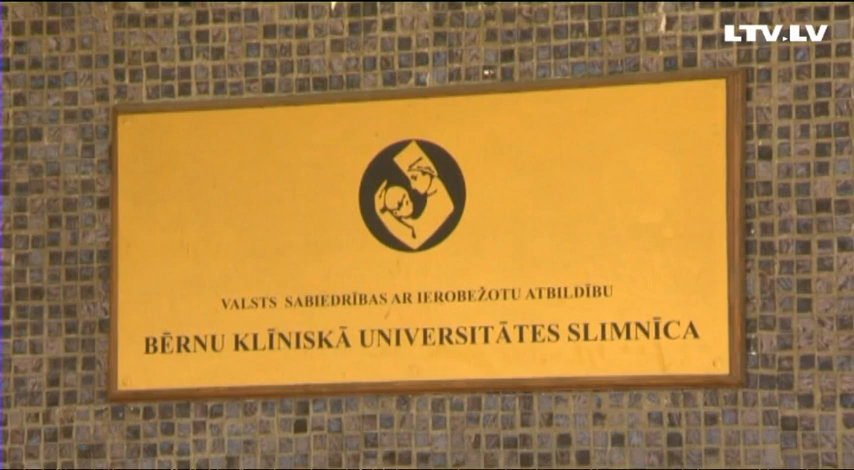 LTV.LV
VALSTS SABIEDRĪBAS AR IEROBEŽOTU ATBILDĪBU
BĒRNU KLĪNISKĀ UNIVERSITĀTES SLIMNĪCA